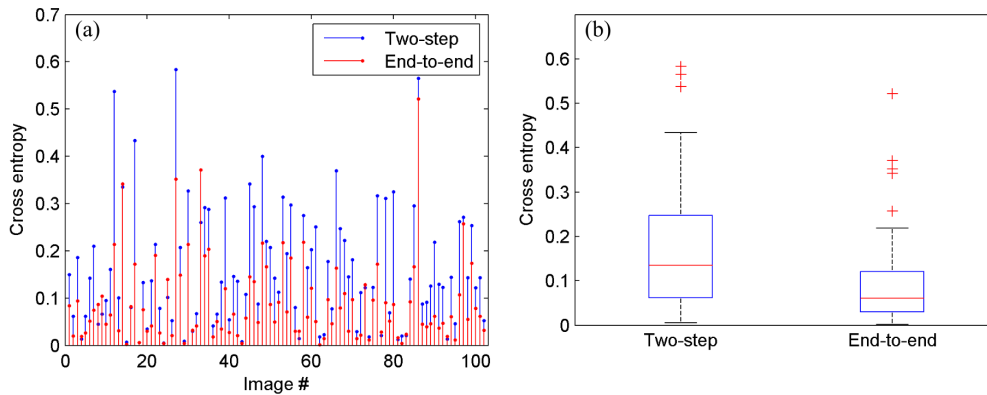 (a)
Two-step
End-to-end
Cross entropy
0.7
0.6
0.5
0.4
0.3
0.2
0.1
0
0 20 40 60 80 100
Image #
(b)
Cross entropy
0.6
0.5
0.4
0.3
0.2
0.1
0
Two-step End-to-end